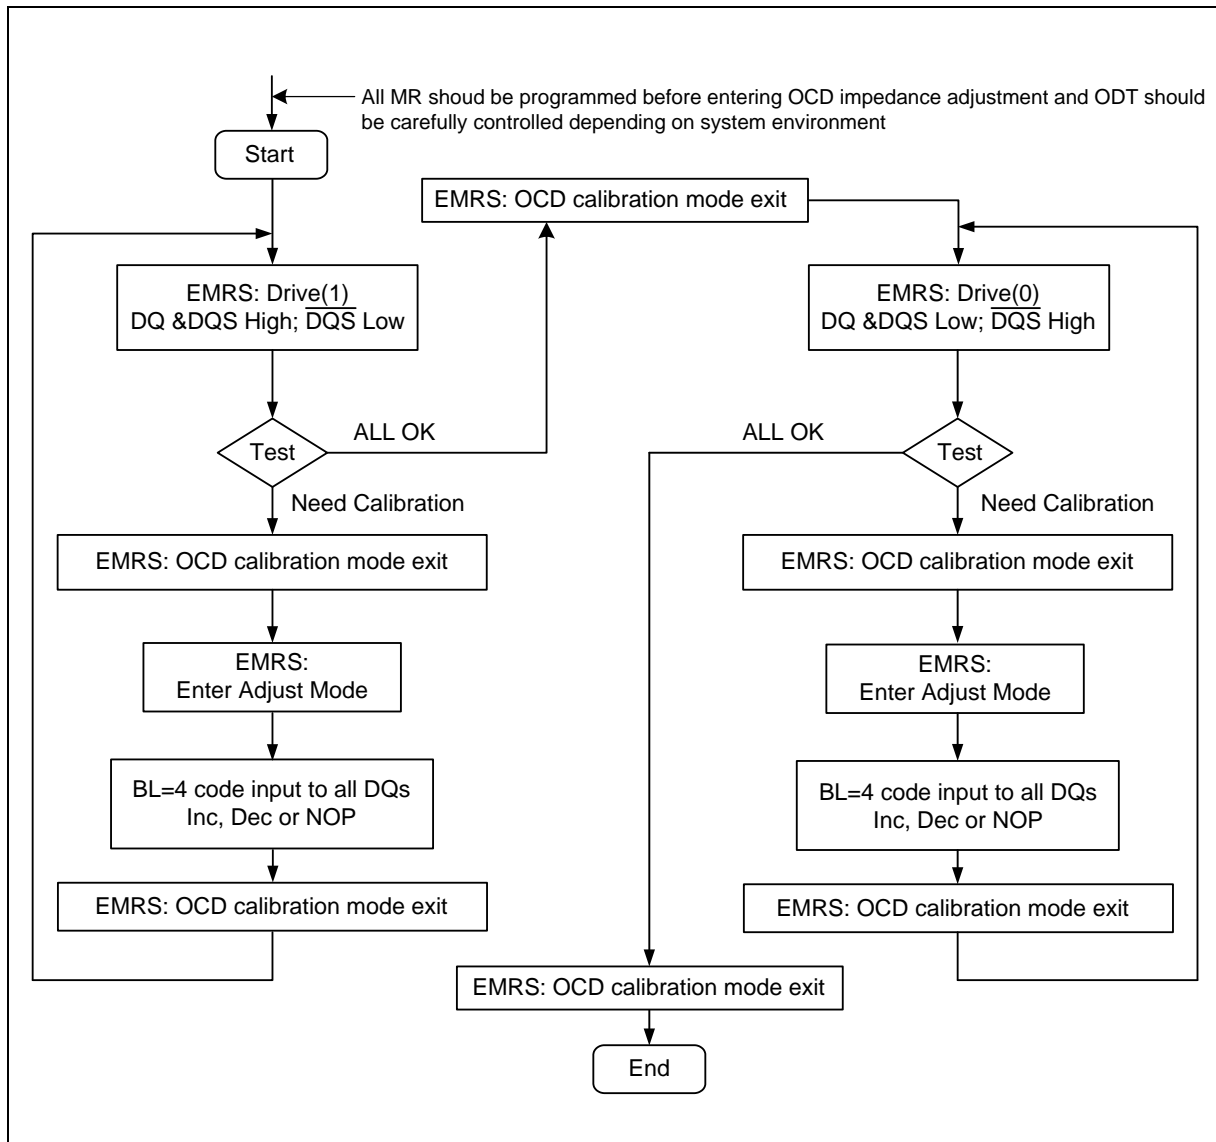 All MR shoud be programmed before entering OCD impedance adjustment and ODT should
be carefully controlled depending on system environment
Start
EMRS: OCD calibration mode exit
EMRS: Drive(1)
DQ &DQS High; D̅Q̅S̅ Low
Test
ALL OK
Need Calibration
EMRS: OCD calibration mode exit
EMRS:
Enter Adjust Mode
BL=4 code input to all DQs
Inc, Dec or NOP
EMRS: OCD calibration mode exit
EMRS: Drive(0)
DQ &DQS Low; D̅Q̅S̅ High
ALL OK
Test
Need Calibration
EMRS: OCD calibration mode exit
EMRS:
Enter Adjust Mode
BL=4 code input to all DQs
Inc, Dec or NOP
EMRS: OCD calibration mode exit
EMRS: OCD calibration mode exit
End